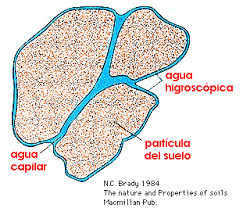 agua
higroscópica
partícula
del suelo
agua
capilar
N.C. Brady 1984
The nature and Properties of soils
Macmillan Pub.